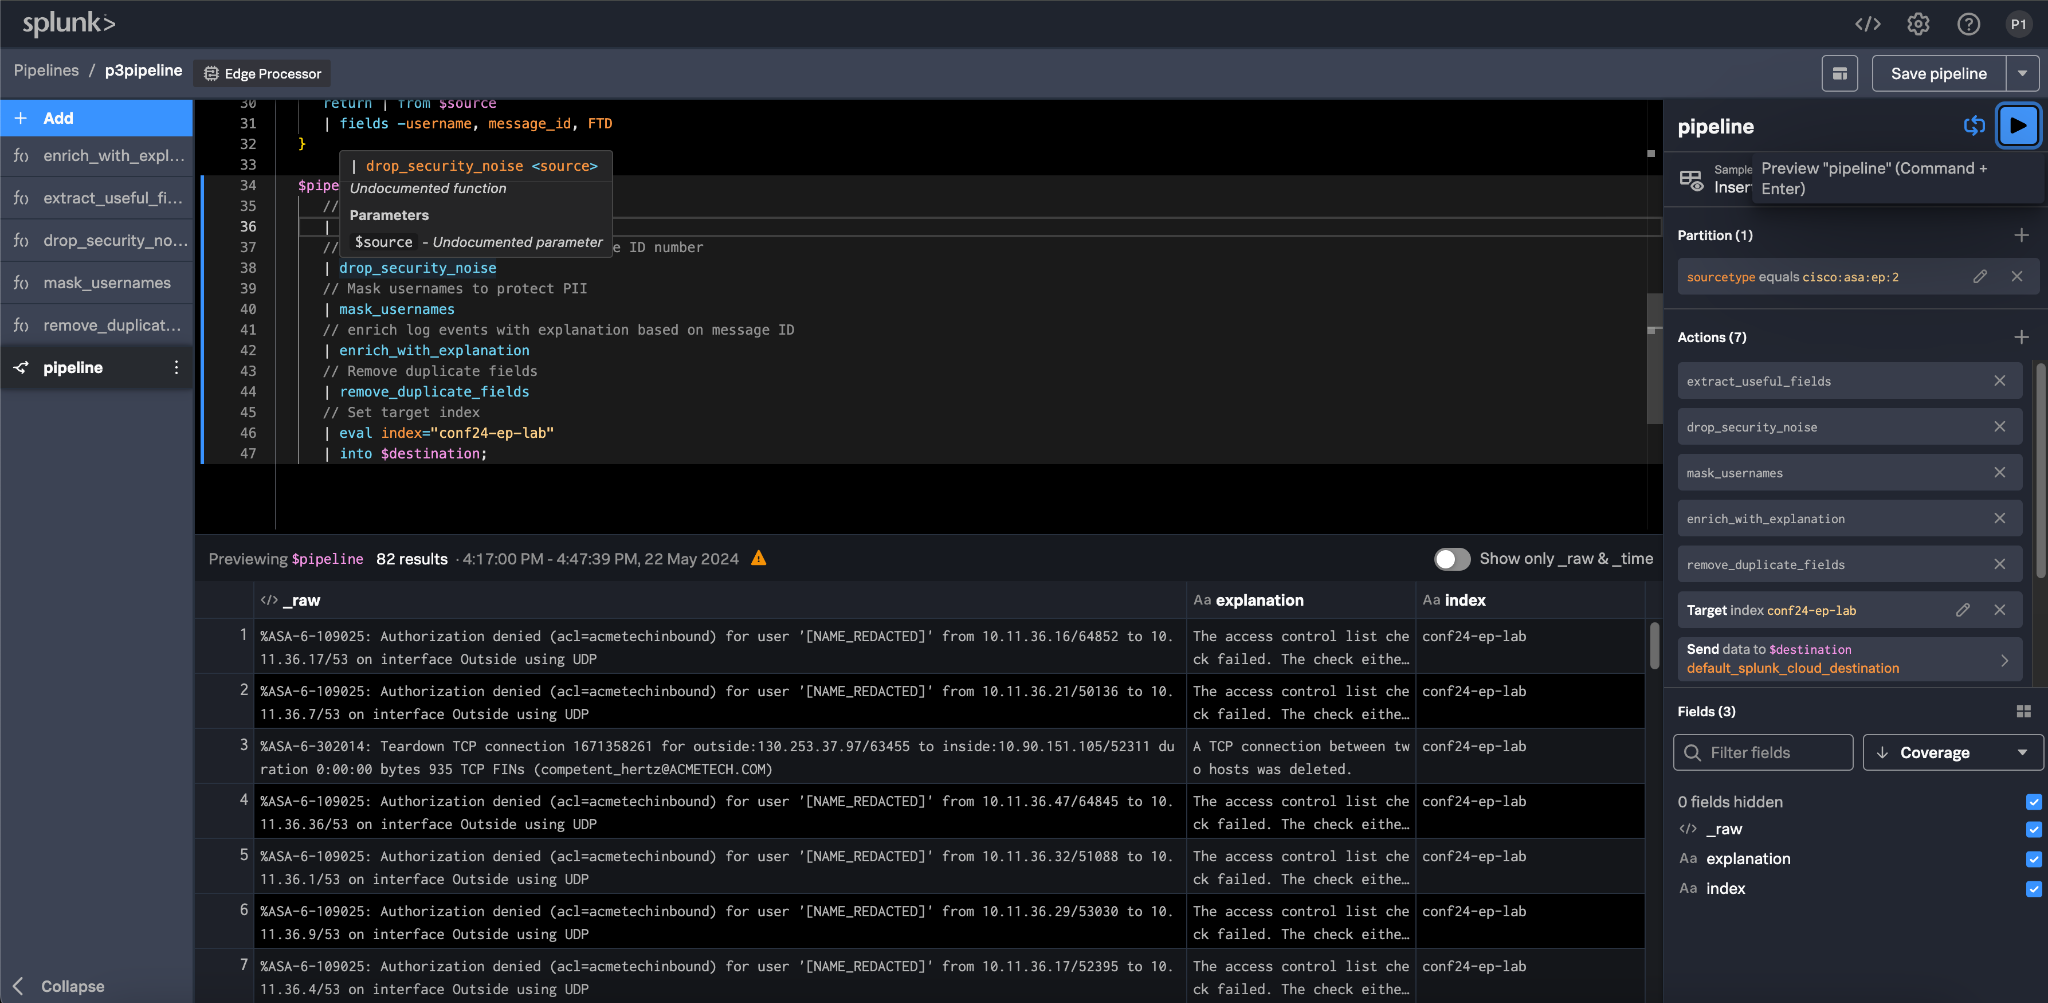 splunk>
P1
Pipelines / p3pipeline
Edge Processor
Save pipeline
+ Add
enrich_with_expl...
extract_useful_fi...
drop_security_no...
mask_usernames
remove_duplicat...
pipeline
Collapse
30 return | from $source
31 | fields -username, message_id, FTD
32 }
33
| drop_security_noise <source>
Undocumented function
Parameters
$source - Undocumented parameter
34 $pipe
35 //
36 |
37 // e ID number
38 | drop_security_noise
39 // Mask usernames to protect PII
40 | mask_usernames
41 // enrich log events with explanation based on message ID
42 | enrich_with_explanation
43 // Remove duplicate fields
44 | remove_duplicate_fields
45 // Set target index
46 | eval index="conf24-ep-lab"
47 | into $destination;
Previewing $pipeline 82 results · 4:17:00 PM - 4:47:39 PM, 22 May 2024
Show only _raw & _time
</> _raw Aa explanation Aa index
1 %ASA-6-109025: Authorization denied (acl=acmetechinbound) for user '[NAME_REDACTED]' from 10.11.36.16/64852 to 10. The access control list che conf24-ep-lab
11.36.17/53 on interface Outside using UDP ck failed. The check eithe…
2 %ASA-6-109025: Authorization denied (acl=acmetechinbound) for user '[NAME_REDACTED]' from 10.11.36.21/50136 to 10. The access control list che conf24-ep-lab
11.36.7/53 on interface Outside using UDP ck failed. The check eithe…
3 %ASA-6-302014: Teardown TCP connection 1671358261 for outside:130.253.37.97/63455 to inside:10.90.151.105/52311 du A TCP connection between tw conf24-ep-lab
ration 0:00:00 bytes 935 TCP FINs (competent_hertz@ACMETECH.COM) o hosts was deleted.
4 %ASA-6-109025: Authorization denied (acl=acmetechinbound) for user '[NAME_REDACTED]' from 10.11.36.47/64845 to 10. The access control list che conf24-ep-lab
11.36.36/53 on interface Outside using UDP ck failed. The check eithe…
5 %ASA-6-109025: Authorization denied (acl=acmetechinbound) for user '[NAME_REDACTED]' from 10.11.36.32/51088 to 10. The access control list che conf24-ep-lab
11.36.1/53 on interface Outside using UDP ck failed. The check eithe…
6 %ASA-6-109025: Authorization denied (acl=acmetechinbound) for user '[NAME_REDACTED]' from 10.11.36.29/53030 to 10. The access control list che conf24-ep-lab
11.36.9/53 on interface Outside using UDP ck failed. The check eithe…
7 %ASA-6-109025: Authorization denied (acl=acmetechinbound) for user '[NAME_REDACTED]' from 10.11.36.17/52395 to 10. The access control list che conf24-ep-lab
11.36.4/53 on interface Outside using UDP ck failed. The check eithe…
pipeline
Sample
Inser
Preview "pipeline" (Command +
Enter)
Partition (1)
sourcetype equals cisco:asa:ep:2
Actions (7)
extract_useful_fields
drop_security_noise
mask_usernames
enrich_with_explanation
remove_duplicate_fields
Target index conf24-ep-lab
Send data to $destination
default_splunk_cloud_destination
Fields (3)
Filter fields
Coverage
0 fields hidden
</> _raw
Aa explanation
Aa index